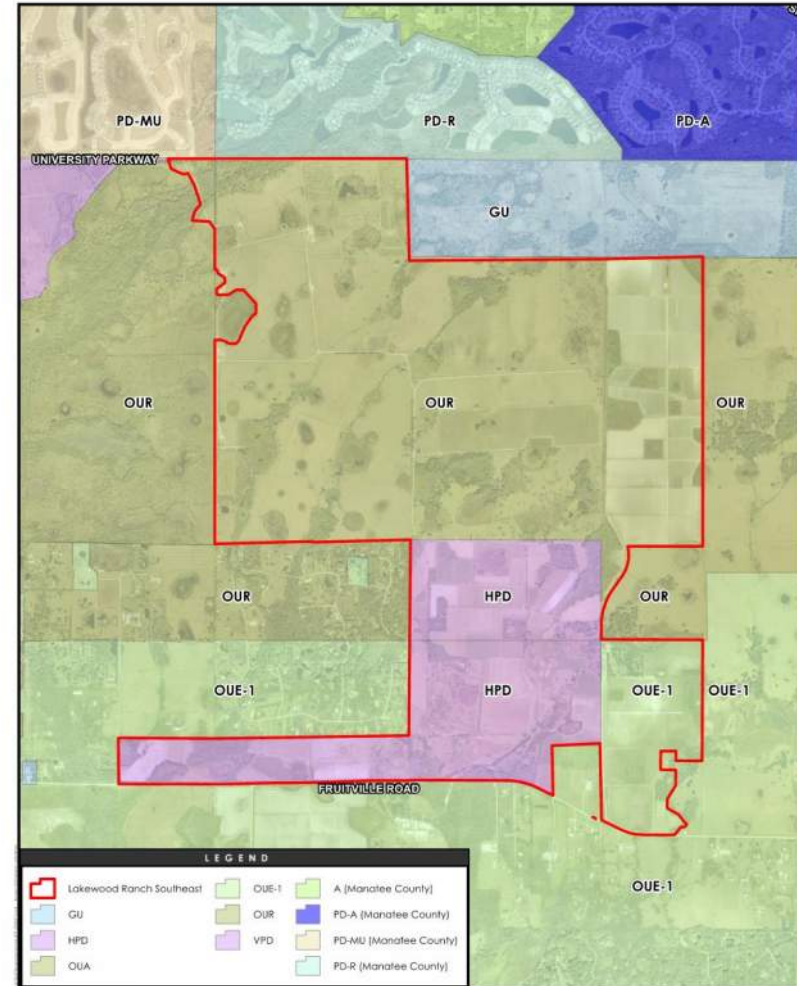 PD-MU
PD-R
PD-A
UNIVERSITY PARKWAY
GU
OUR
OUR
OUR
OUR
HPD
OUR
OUE-1
HPD
OUE-1
OUE-1
FRUITVILLE ROAD
OUE-1
LEGEND
Lakewood Ranch Southeast
GU
HPD
OUA
OUE-1
OUR
VPD
A (Manatee County)
PD-A (Manatee County)
PD-MU (Manatee County)
PD-R (Manatee County)